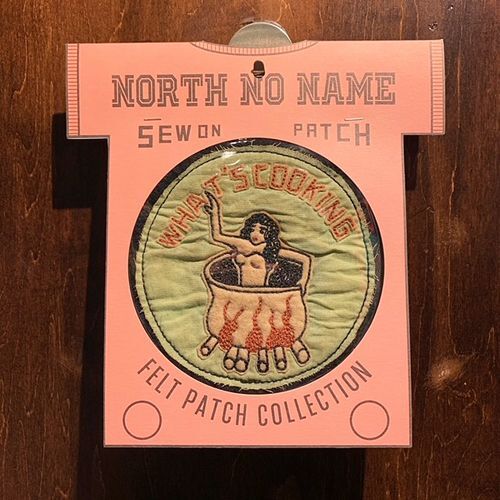 NORTH NO NAME
SEW ON PATCH
WHAT'S COOKING
FELT PATCH COLLECTION